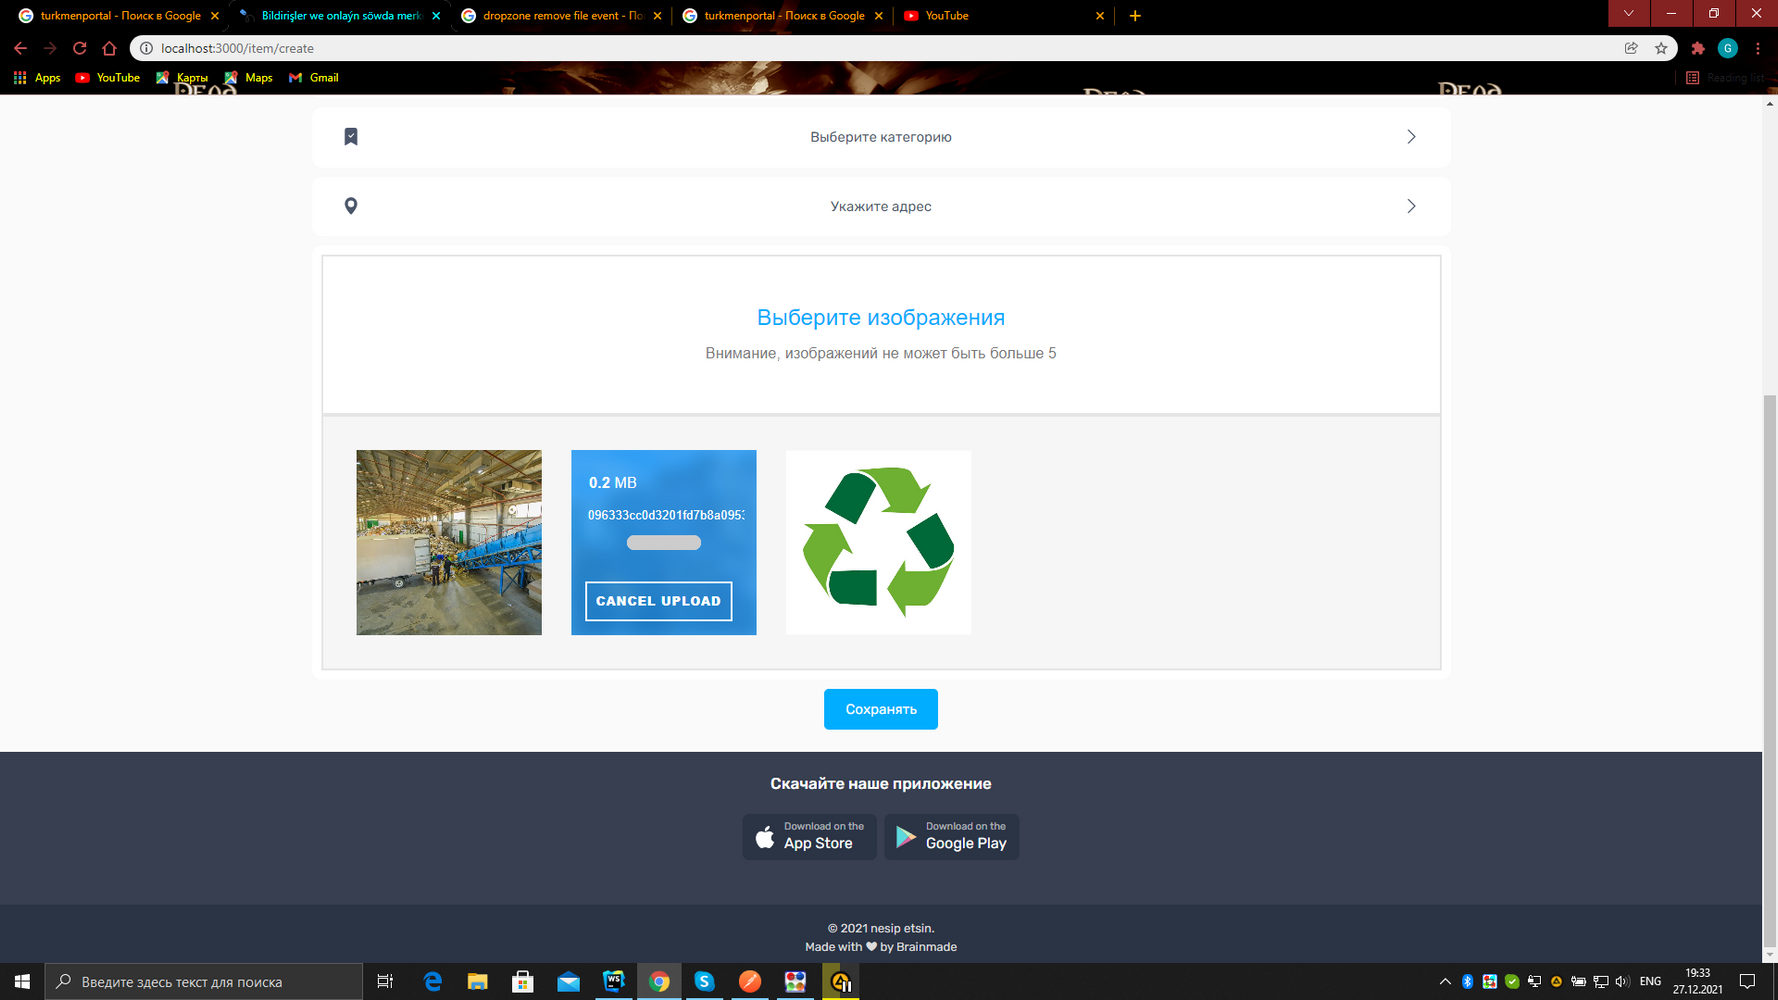 turkmenportal - Поиск в Google
Bildirişler we onlaýn söwda merk
dropzone remove file event - По
turkmenportal - Поиск в Google
YouTube
localhost:3000/item/create
G
Apps
YouTube
Карты
Maps
Gmail
Reading list
Выберите категорию
Укажите адрес
Выберите изображения
Внимание, изображений не может быть больше 5
0.2 MB
096333cc0d3201fd7b8a0953
CANCEL UPLOAD
Сохранять
Скачайте наше приложение
Download on the
App Store
Download on the
Google Play
© 2021 nesip etsin.
Made with ❤ by Brainmade
Введите здесь текст для поиска
WS
ENG
19:33
27.12.2021